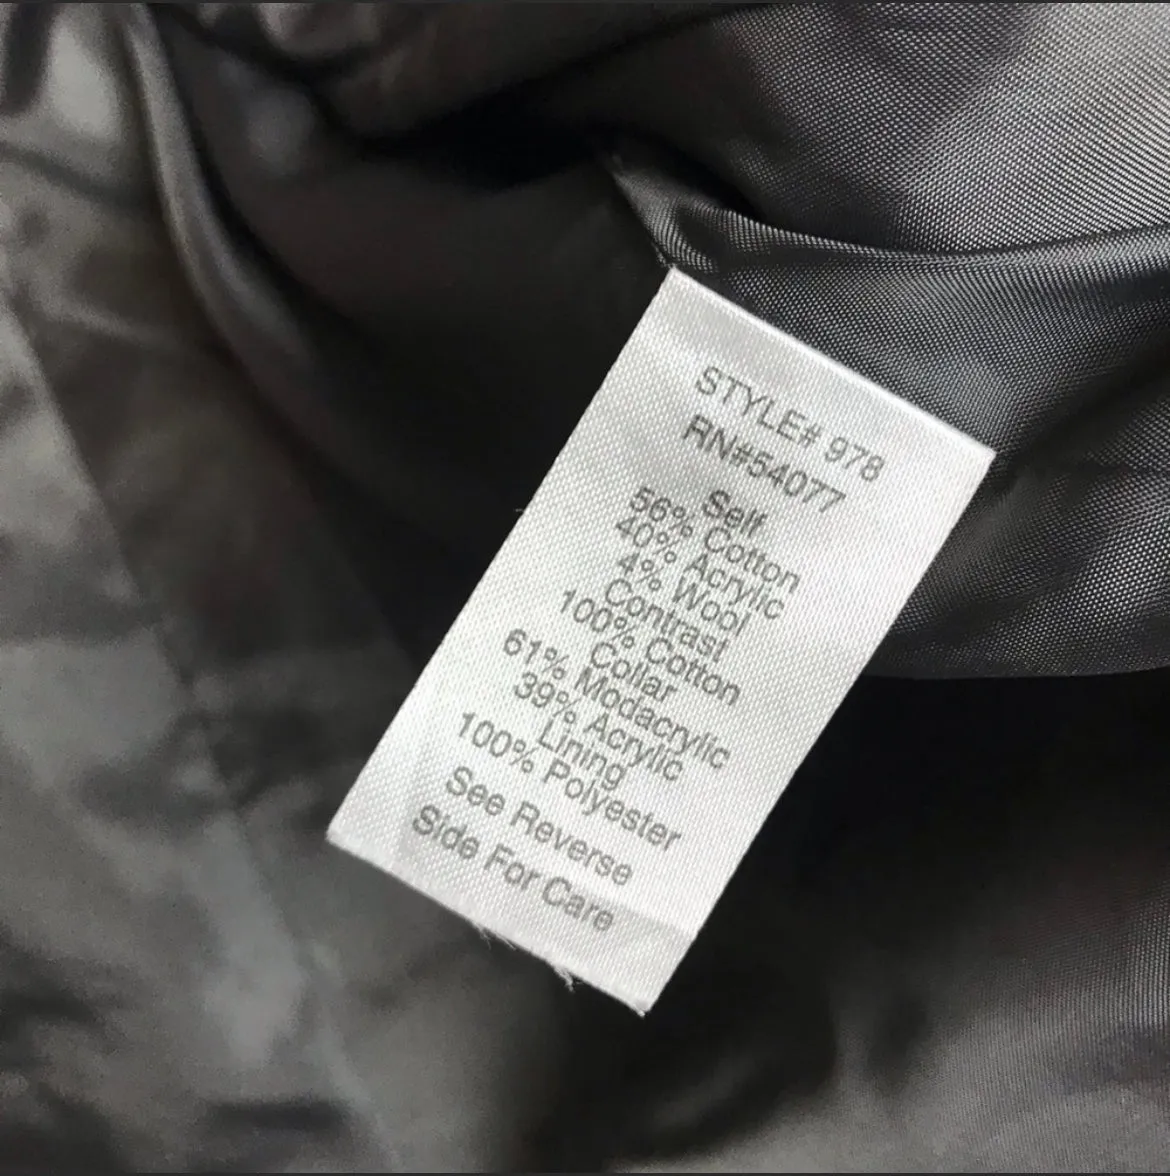 STYLE# 978
RN#54077
Self
56% Cotton
40% Acrylic
4% Wool
Contrast
100% Cotton
Collar
61% Modacrylic
39% Acrylic
Lining
100% Polyester
See Reverse
Side For Care